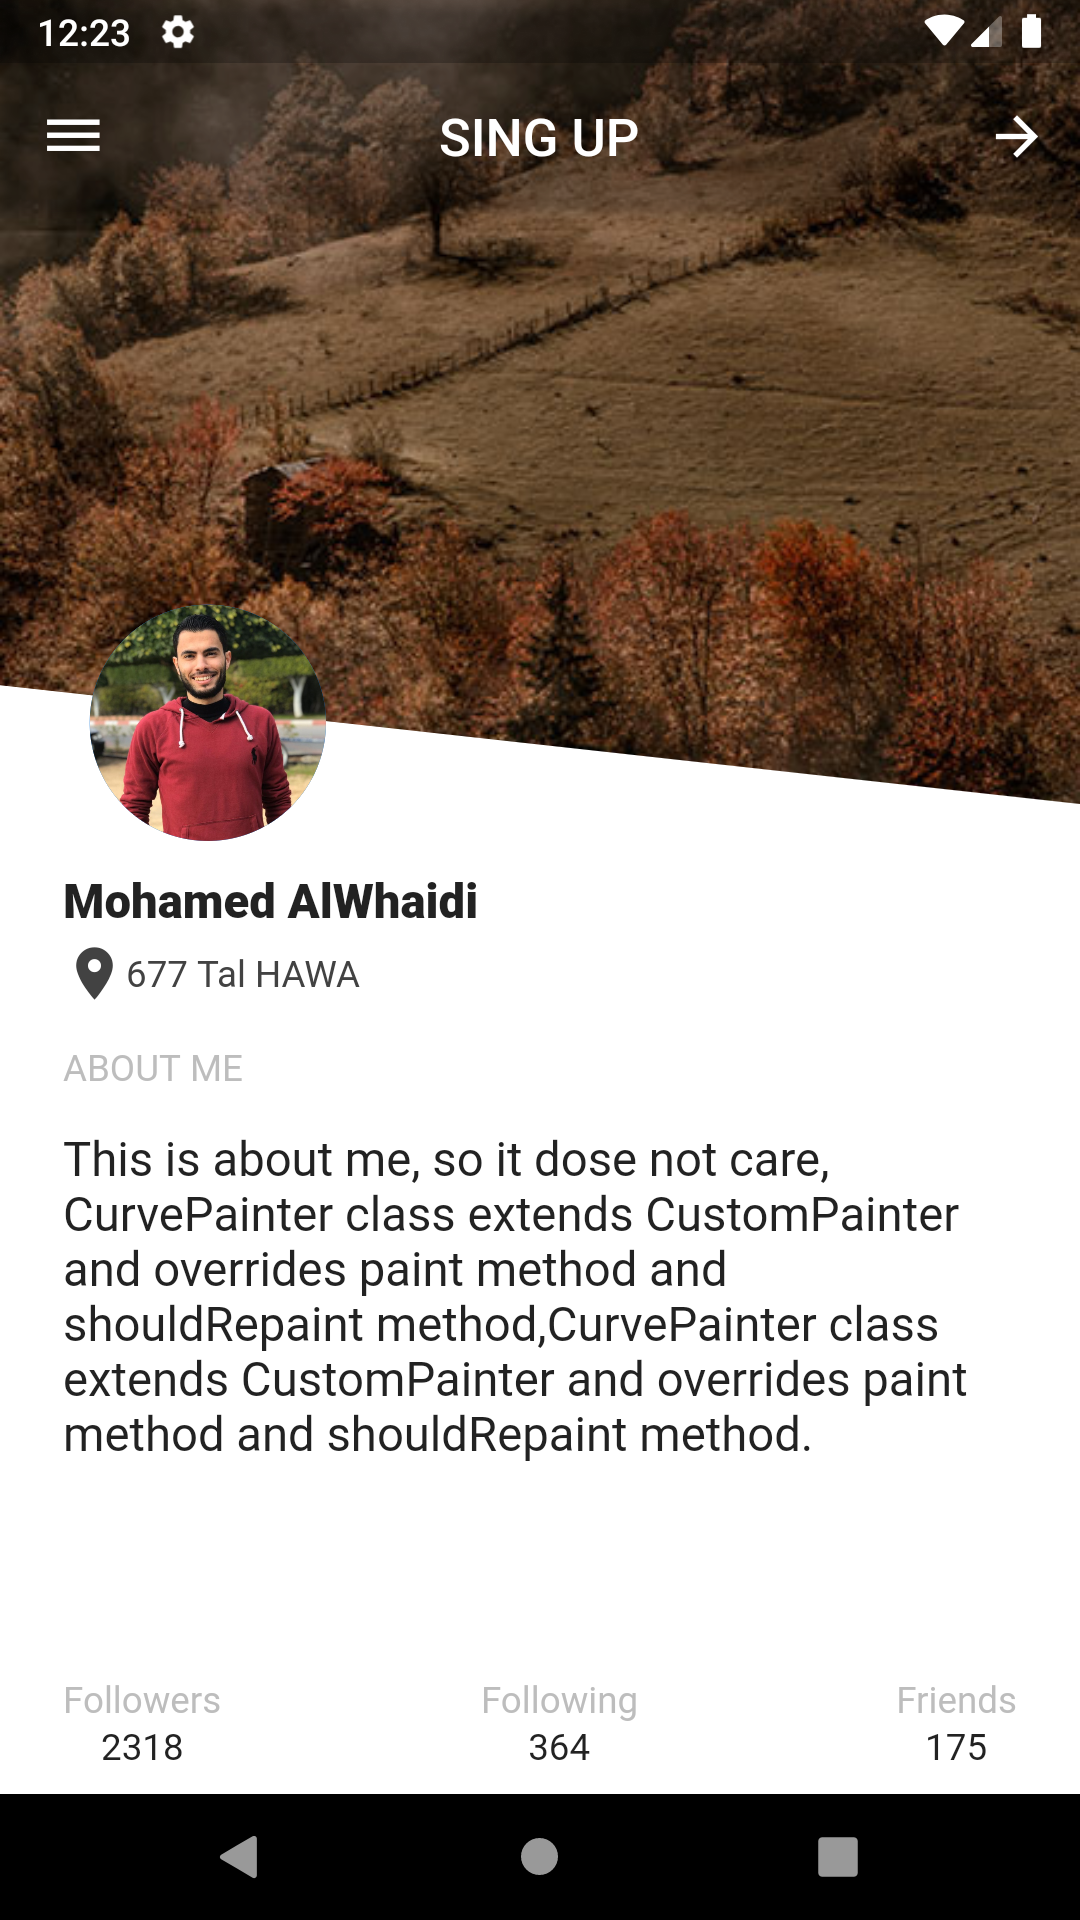 12:23
SING UP
Mohamed AlWhaidi
677 Tal HAWA
ABOUT ME
This is about me, so it dose not care,
CurvePainter class extends CustomPainter
and overrides paint method and
shouldRepaint method,CurvePainter class
extends CustomPainter and overrides paint
method and shouldRepaint method.
Followers Following Friends
2318 364 175